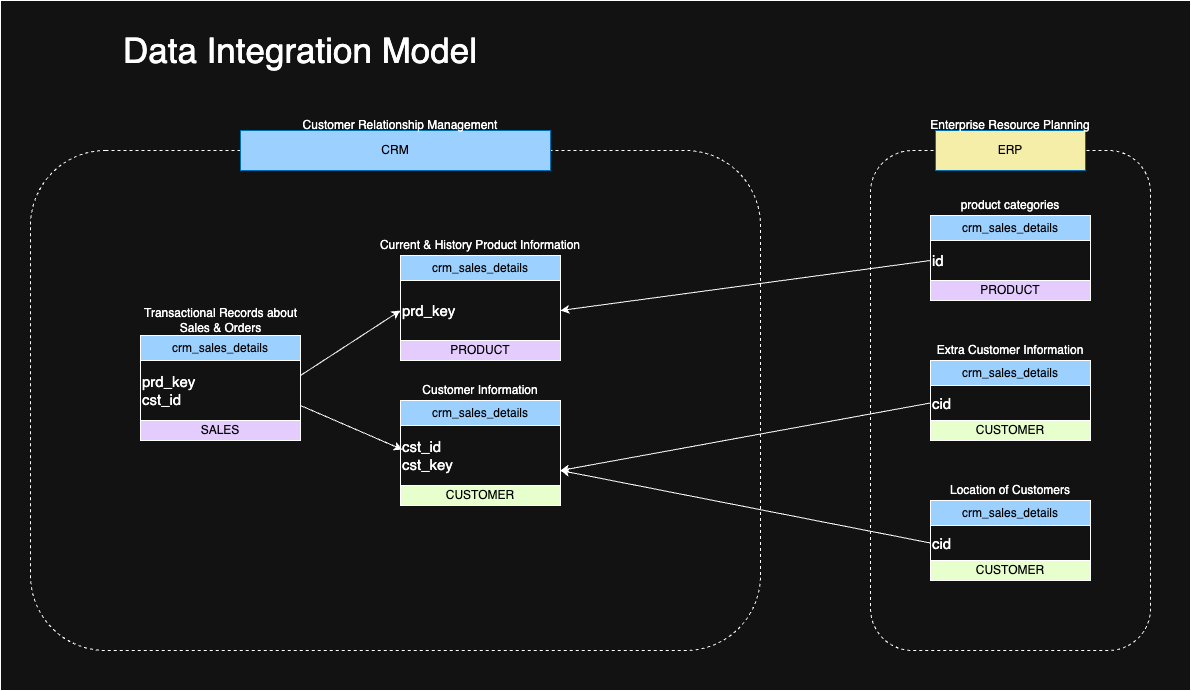 Data Integration Model
Customer Relationship Management
CRM
Current & History Product Information
crm_sales_details
prd_key
PRODUCT
Transactional Records about
Sales & Orders
crm_sales_details
prd_key
cst_id
SALES
Customer Information
crm_sales_details
cst_id
cst_key
CUSTOMER
Enterprise Resource Planning
ERP
product categories
crm_sales_details
id
PRODUCT
Extra Customer Information
crm_sales_details
cid
CUSTOMER
Location of Customers
crm_sales_details
cid
CUSTOMER